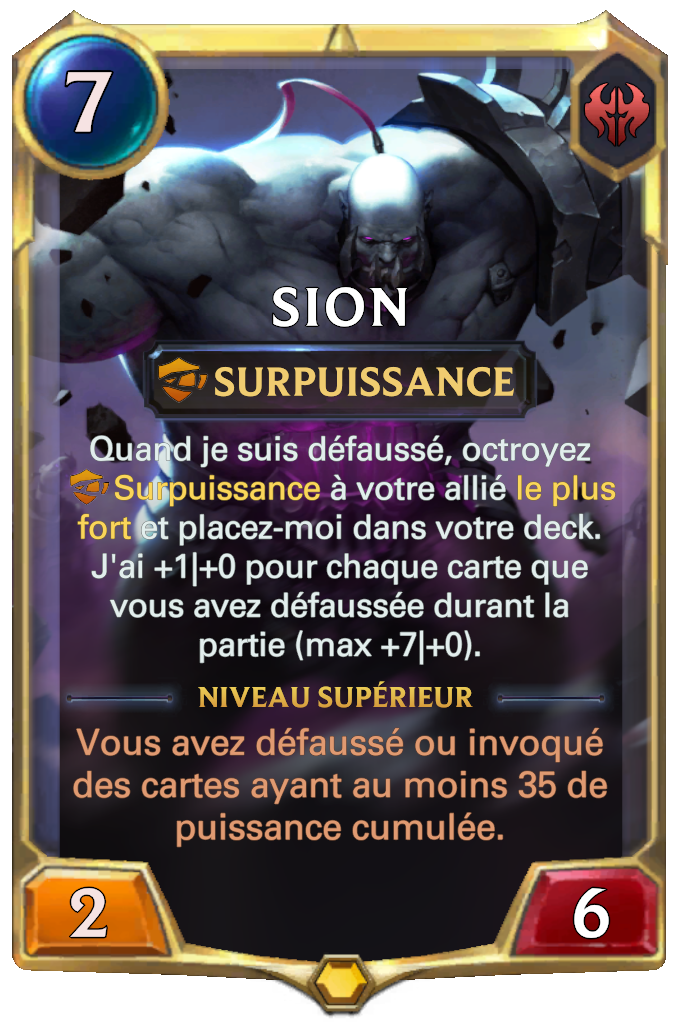 7
SION
SURPUISSANCE
Quand je suis défaussé, octroyez
Surpuissance à votre allié le plus
fort et placez-moi dans votre deck.
J'ai +1|+0 pour chaque carte que
vous avez défaussée durant la
partie (max +7|+0).
NIVEAU SUPÉRIEUR
Vous avez défaussé ou invoqué
des cartes ayant au moins 35 de
puissance cumulée.
2
6